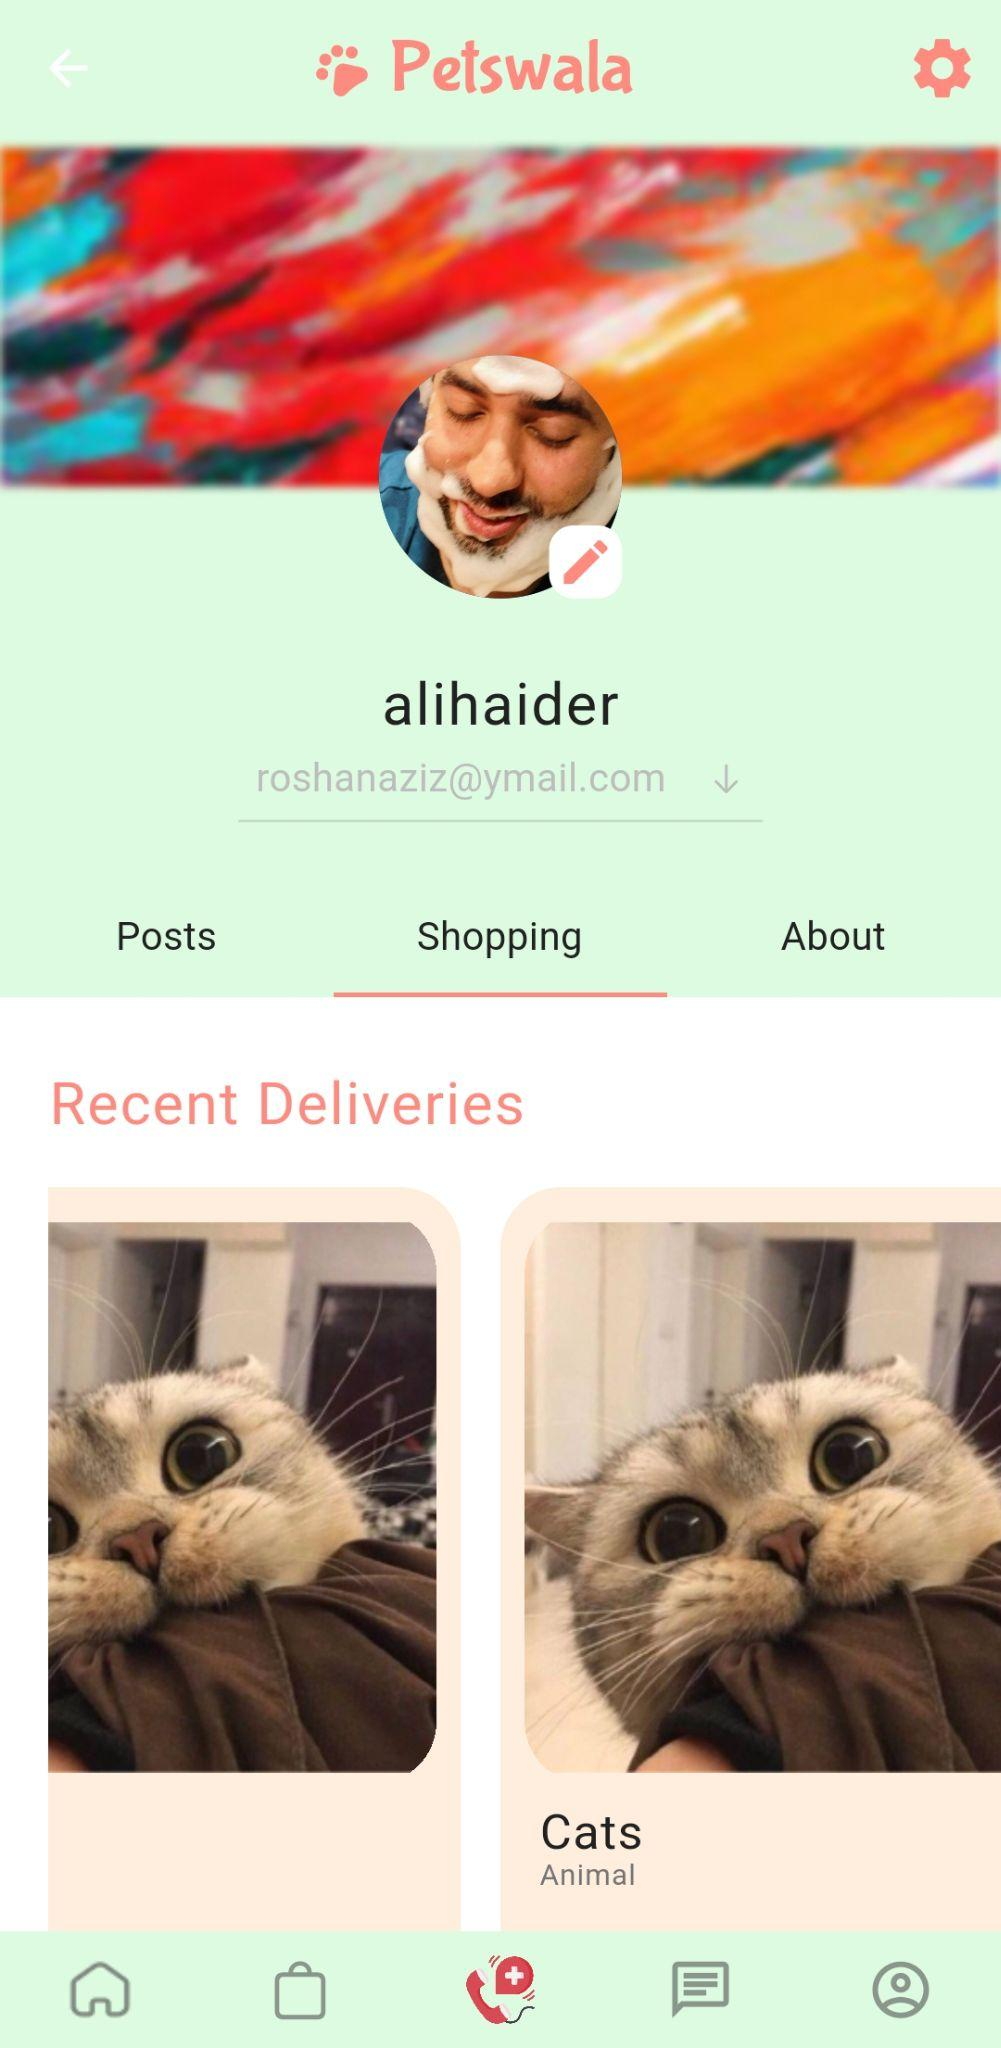 Petswala
alihaider
roshanaziz@ymail.com
Posts Shopping About
Recent Deliveries
Cats
Animal